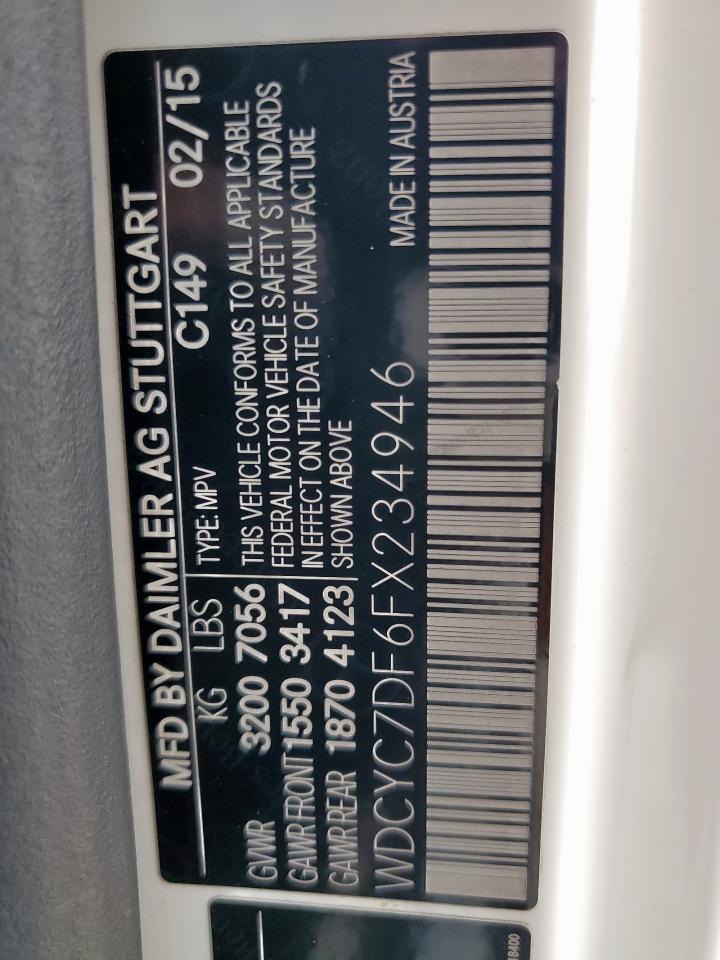 MFD BY DAIMLER AG STUTTGART
KG LBS TYPE: MPV C149 02/15
GVWR 3200 7056 THIS VEHICLE CONFORMS TO ALL APPLICABLE
GAWR FRONT 1550 3417 FEDERAL MOTOR VEHICLE SAFETY STANDARDS
IN EFFECT ON THE DATE OF MANUFACTURE
GAWR REAR 1870 4123 SHOWN ABOVE
WDCYC7DF6FX234946 MADE IN AUSTRIA